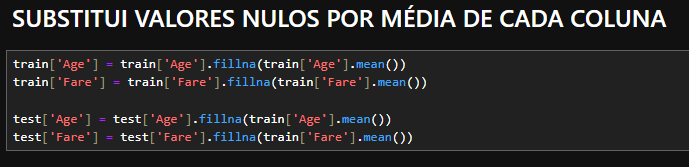 SUBSTITUI VALORES NULOS POR MÉDIA DE CADA COLUNA
train['Age'] = train['Age'].fillna(train['Age'].mean())
train['Fare'] = train['Fare'].fillna(train['Fare'].mean())
test['Age'] = test['Age'].fillna(train['Age'].mean())
test['Fare'] = test['Fare'].fillna(train['Fare'].mean())